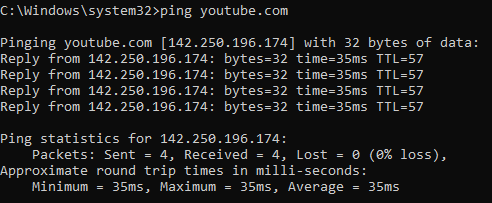 C:\Windows\system32>ping youtube.com
Pinging youtube.com [142.250.196.174] with 32 bytes of data:
Reply from 142.250.196.174: bytes=32 time=35ms TTL=57
Reply from 142.250.196.174: bytes=32 time=35ms TTL=57
Reply from 142.250.196.174: bytes=32 time=35ms TTL=57
Reply from 142.250.196.174: bytes=32 time=35ms TTL=57
Ping statistics for 142.250.196.174:
    Packets: Sent = 4, Received = 4, Lost = 0 (0% loss),
Approximate round trip times in milli-seconds:
    Minimum = 35ms, Maximum = 35ms, Average = 35ms